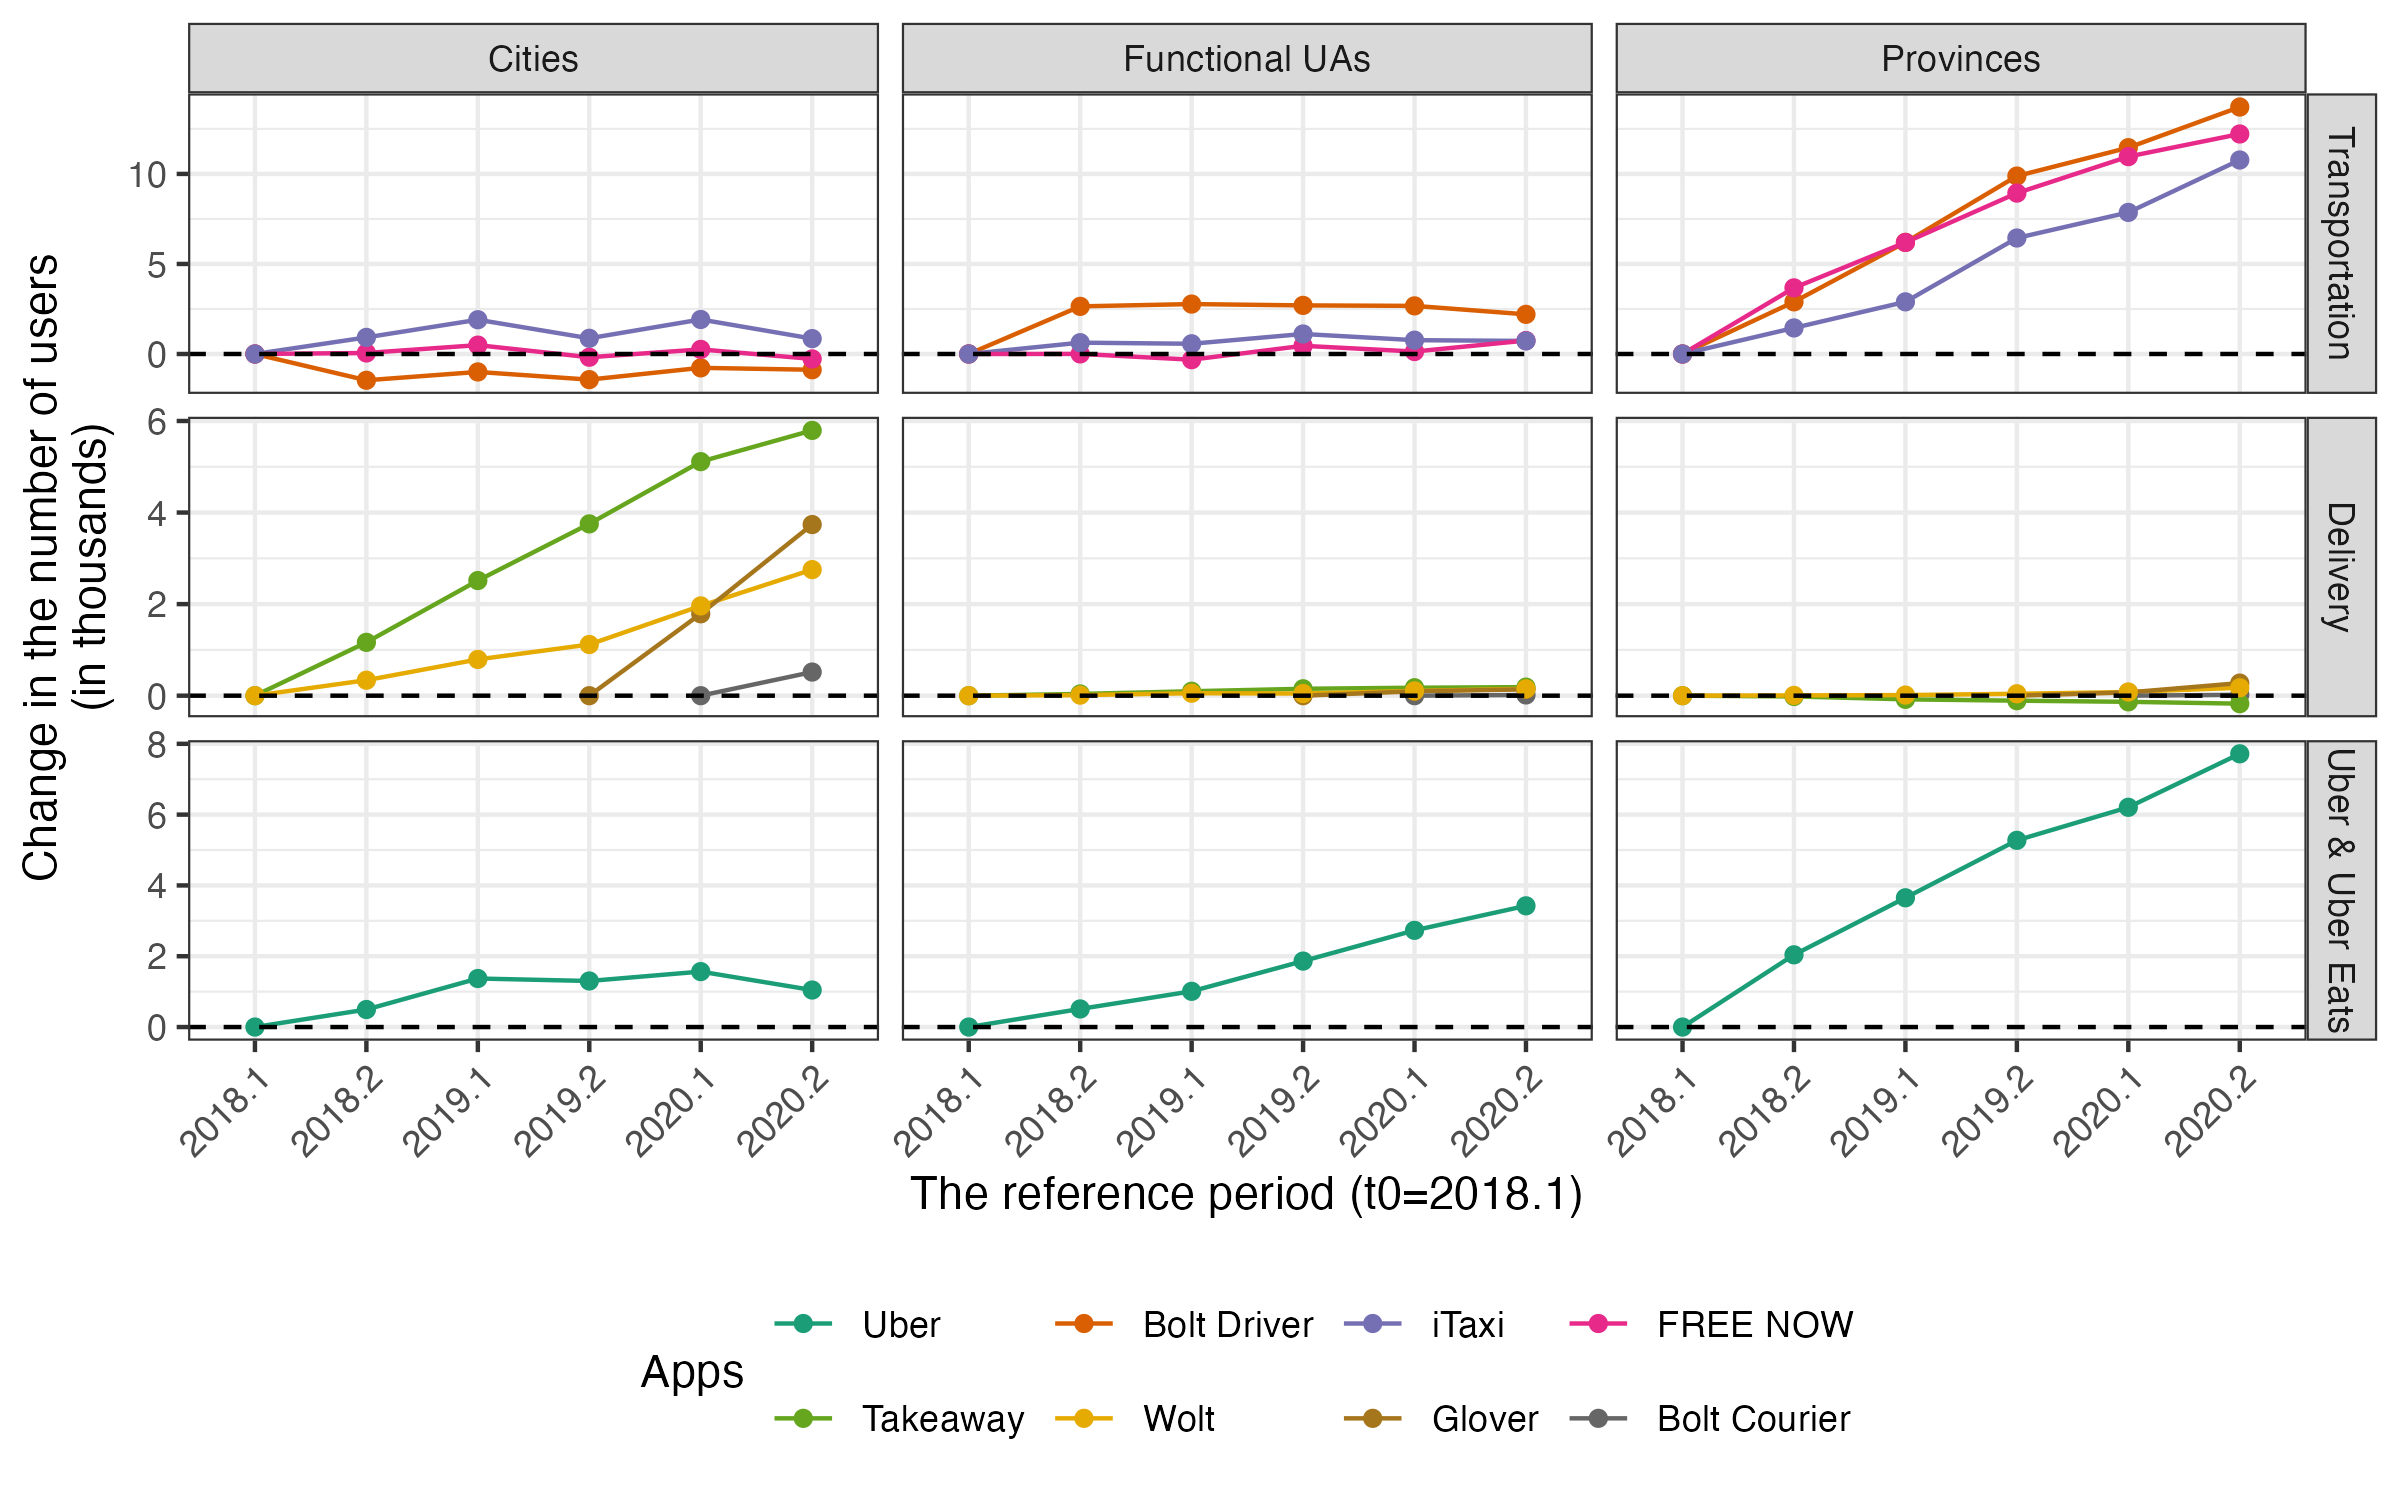 Cities
Functional UAs
Provinces
Change in the number of users
(in thousands)
10
5
0
Transportation
6
4
2
0
Delivery
8
6
4
2
0
Uber & Uber Eats
2018.1
2018.2
2019.1
2019.2
2020.1
2020.2
2018.1
2018.2
2019.1
2019.2
2020.1
2020.2
2018.1
2018.2
2019.1
2019.2
2020.1
2020.2
The reference period (t0=2018.1)
Apps
Uber
Bolt Driver
iTaxi
FREE NOW
Takeaway
Wolt
Glover
Bolt Courier